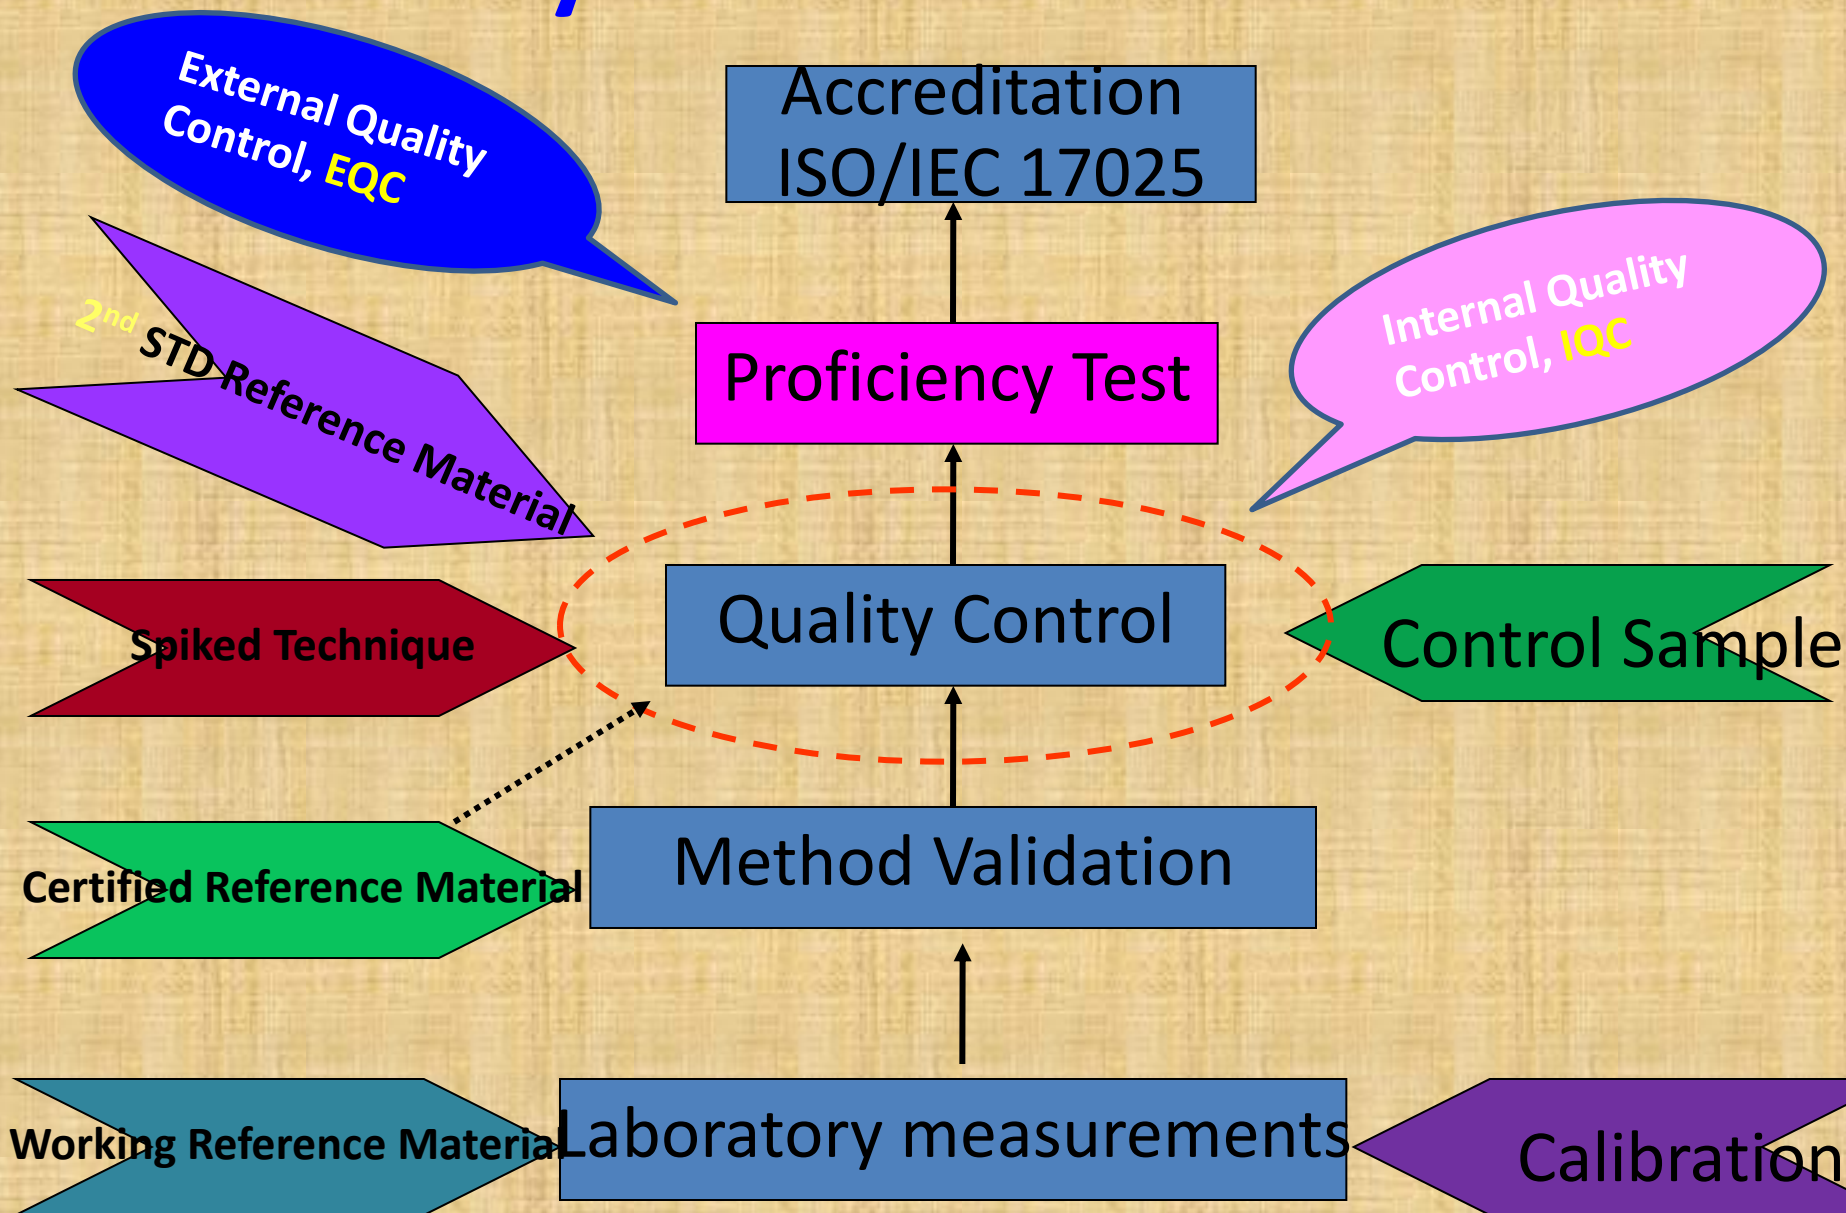 External Quality
Control, EQC
Accreditation
ISO/IEC 17025
Internal Quality
Control, IQC
2nd STD Reference Material
Proficiency Test
Spiked Technique
Quality Control
Control Sample
Certified Reference Material
Method Validation
Working Reference Material
Laboratory measurements
Calibration